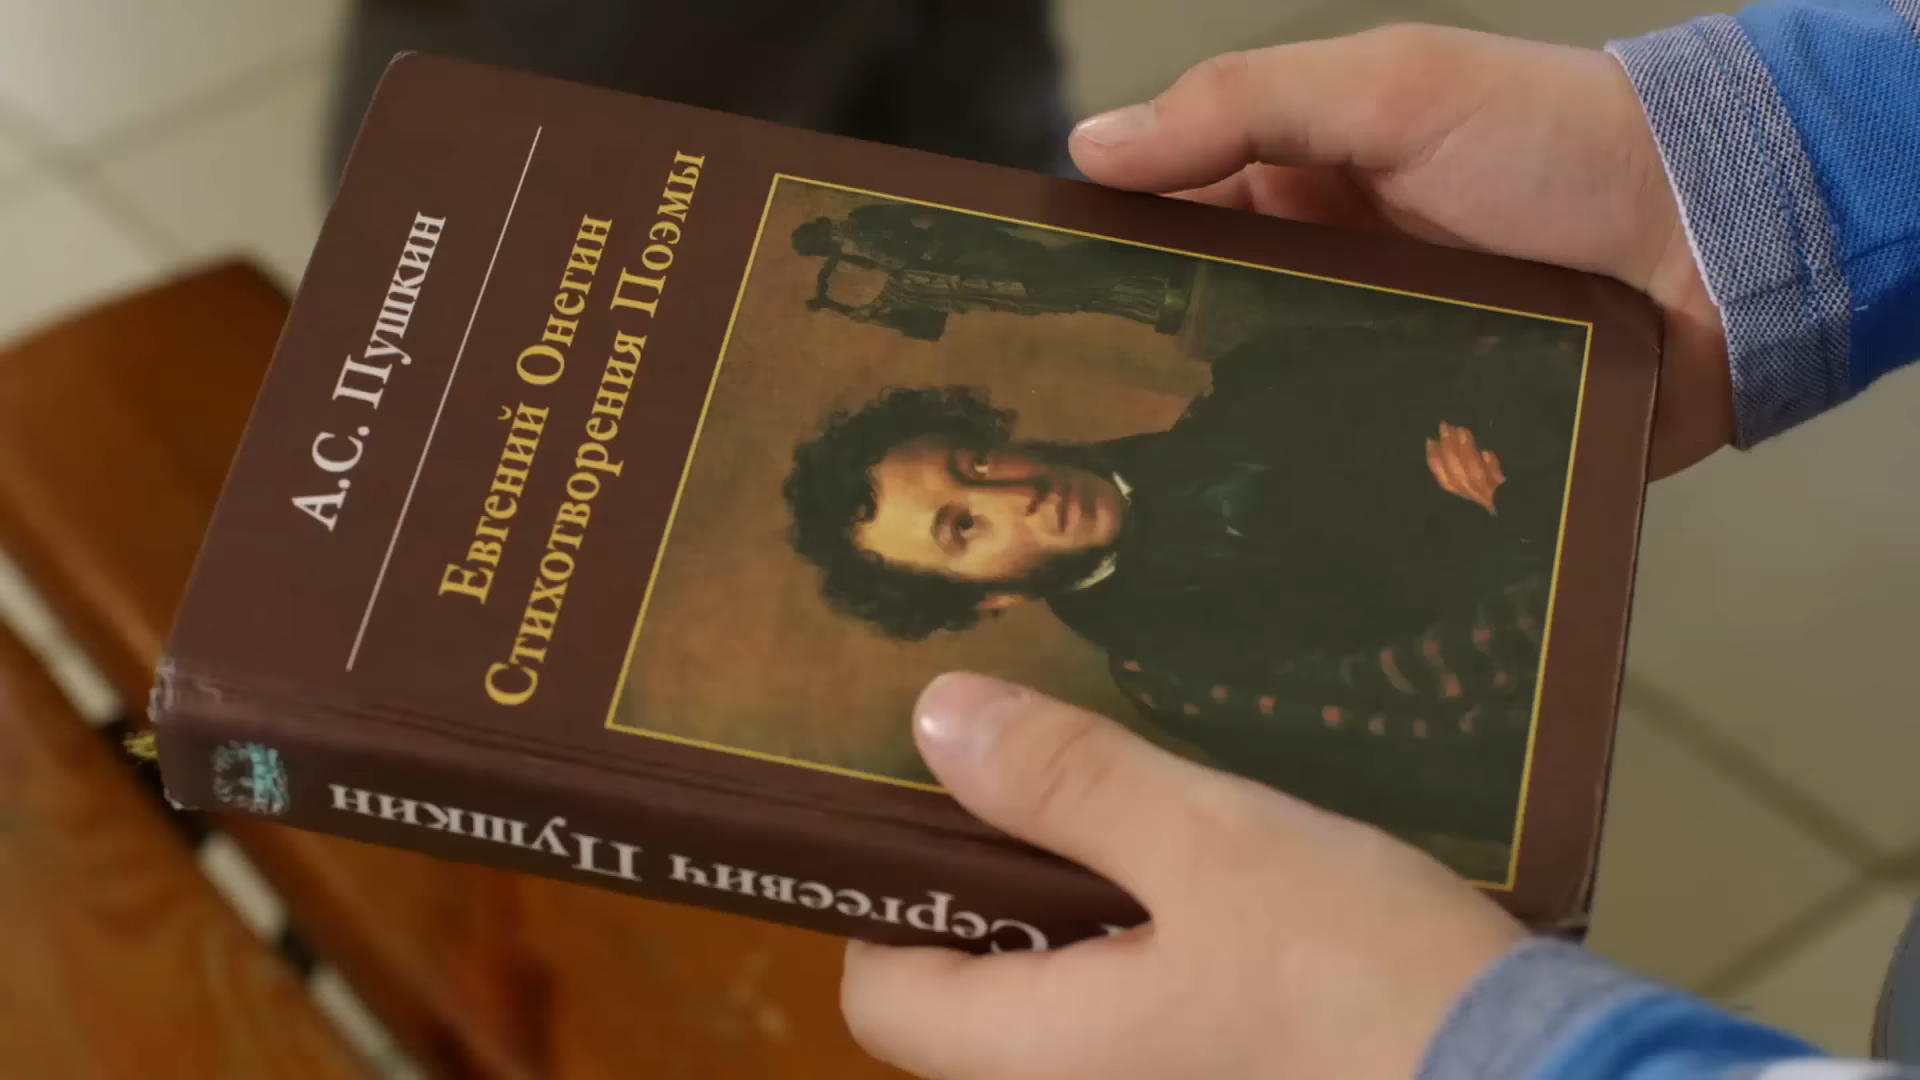 А.С. Пушкин
Евгений Онегин
Стихотворения Поэмы
Сергеевич Пушкин